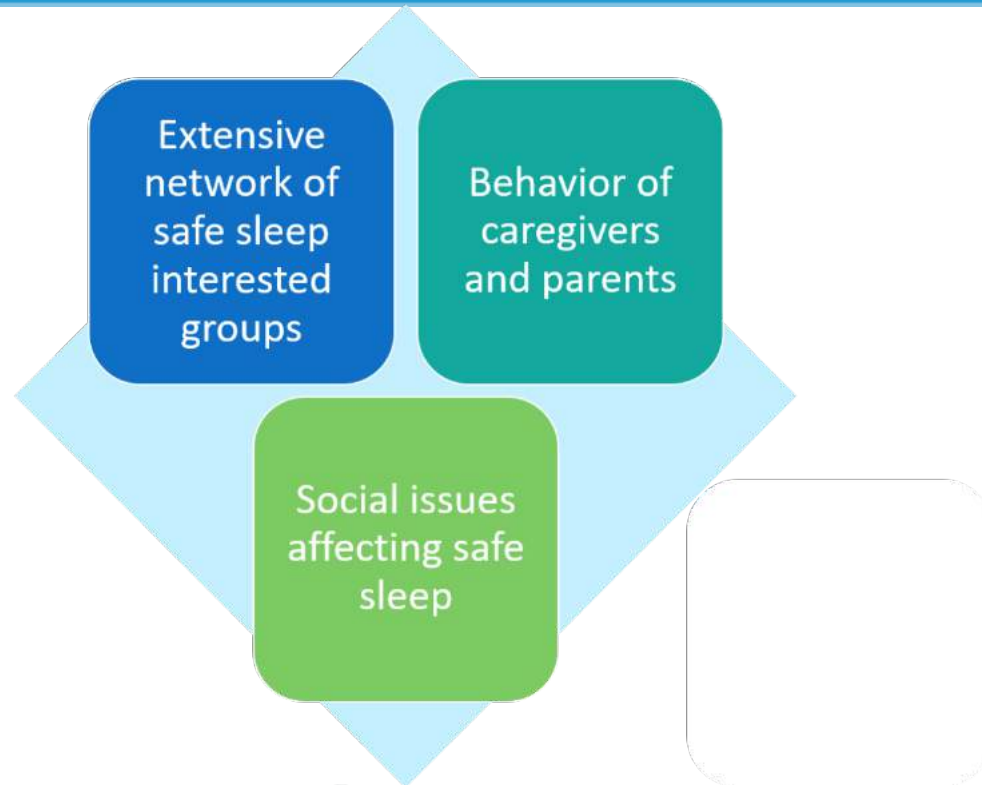 Extensive
network of
safe sleep
interested
groups
Behavior of
caregivers
and parents
Social issues
affecting safe
sleep